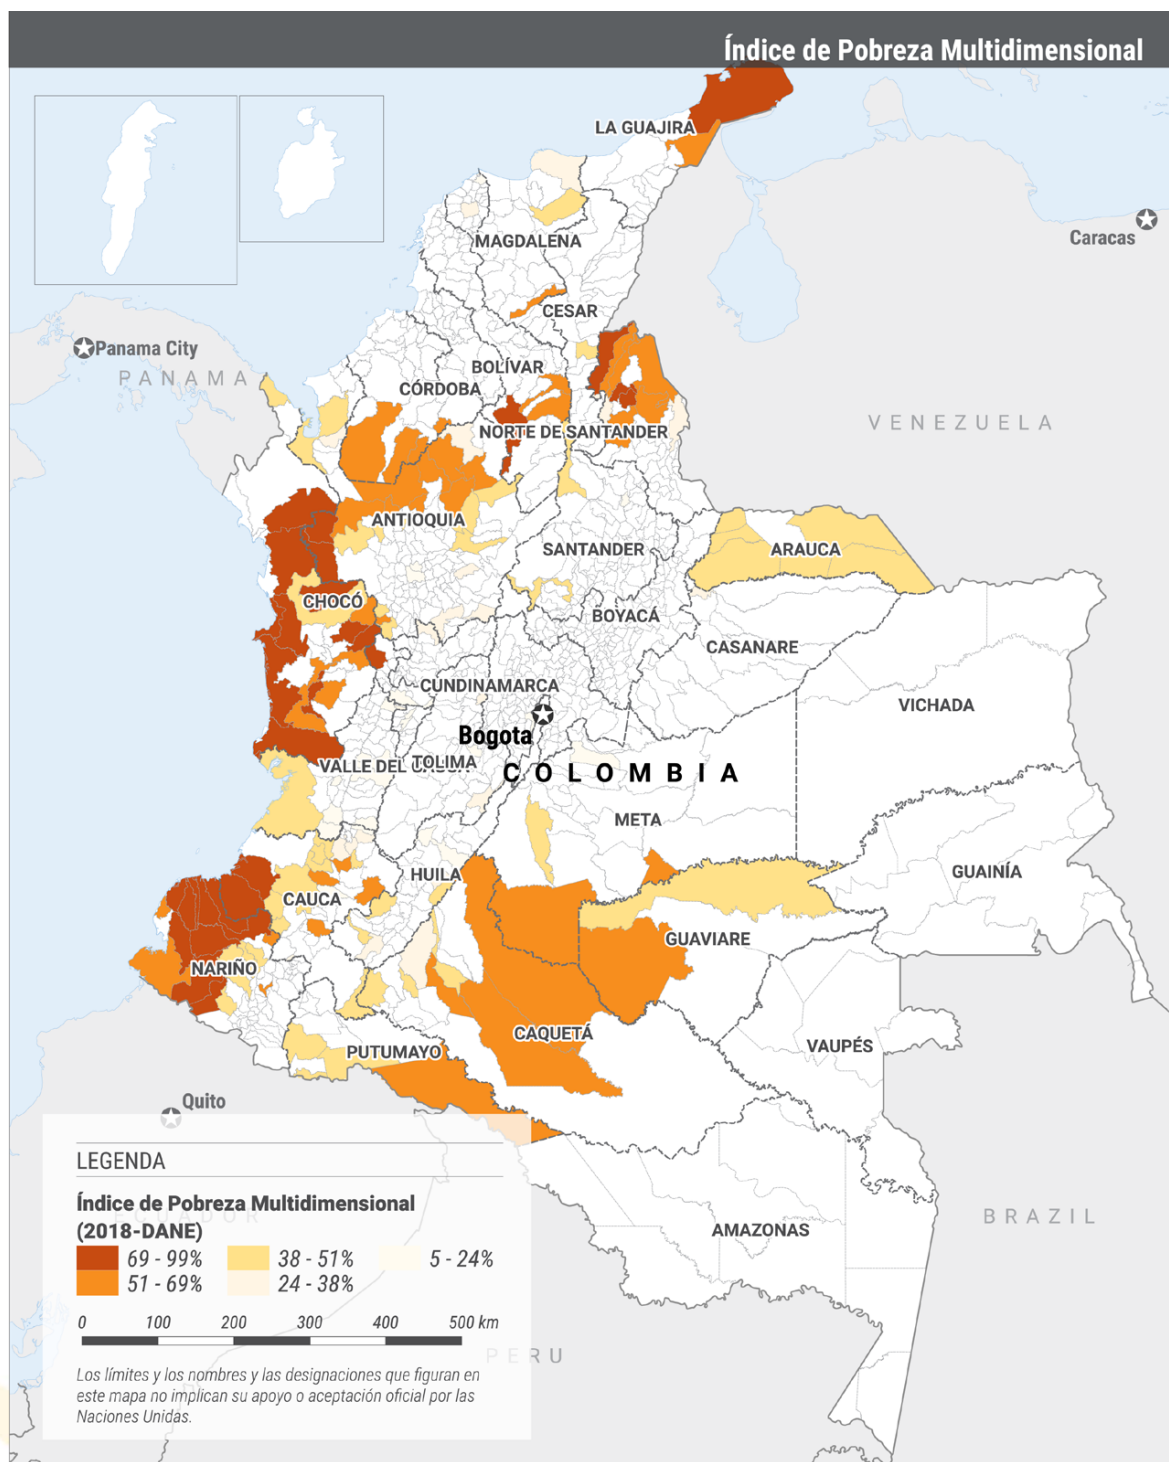 Índice de Pobreza Multidimensional
LA GUAJIRA
Caracas
MAGDALENA
CESAR
Panama City
PANAMA
BOLÍVAR
CÓRDOBA
VENEZUELA
NORTE DE SANTANDER
ANTIOQUIA
SANTANDER
ARAUCA
CHOCÓ
BOYACÁ
CASANARE
CUNDINAMARCA
VICHADA
Bogota
VALLE DEL CAUCA
TOLIMA
COLOMBIA
META
HUILA
GUAINÍA
CAUCA
GUAVIARE
NARIÑO
CAQUETÁ
VAUPÉS
PUTUMAYO
Quito
ECUADOR
BRAZIL
AMAZONAS
PERU
LEGENDA
Índice de Pobreza Multidimensional
(2018-DANE)
69 - 99% 38 - 51% 5 - 24%
51 - 69% 24 - 38%
0 100 200 300 400 500 km
Los límites y los nombres y las designaciones que figuran en
este mapa no implican su apoyo o aceptación oficial por las
Naciones Unidas.